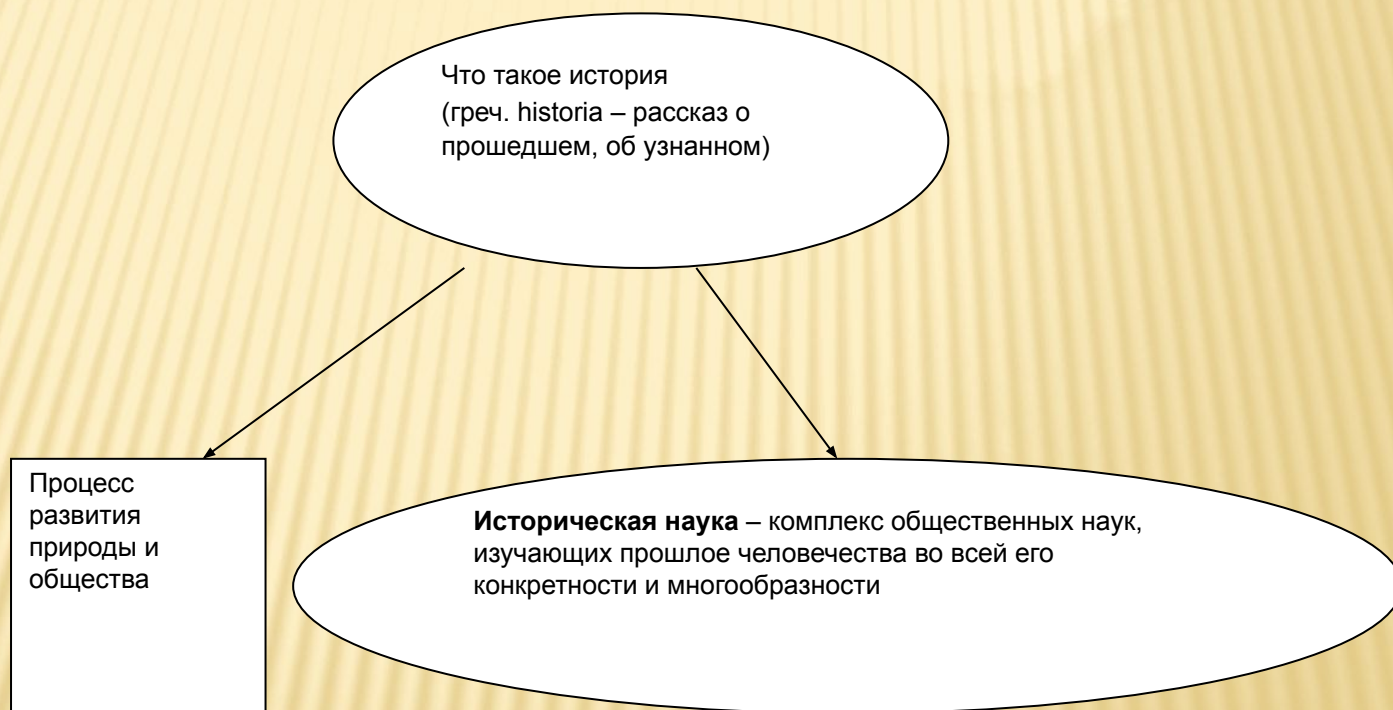 Что такое история
(греч. historia – рассказ о
прошедшем, об узнанном)
Процесс
развития
природы и
общества
Историческая наука – комплекс общественных наук,
изучающих прошлое человечества во всей его
конкретности и многообразности